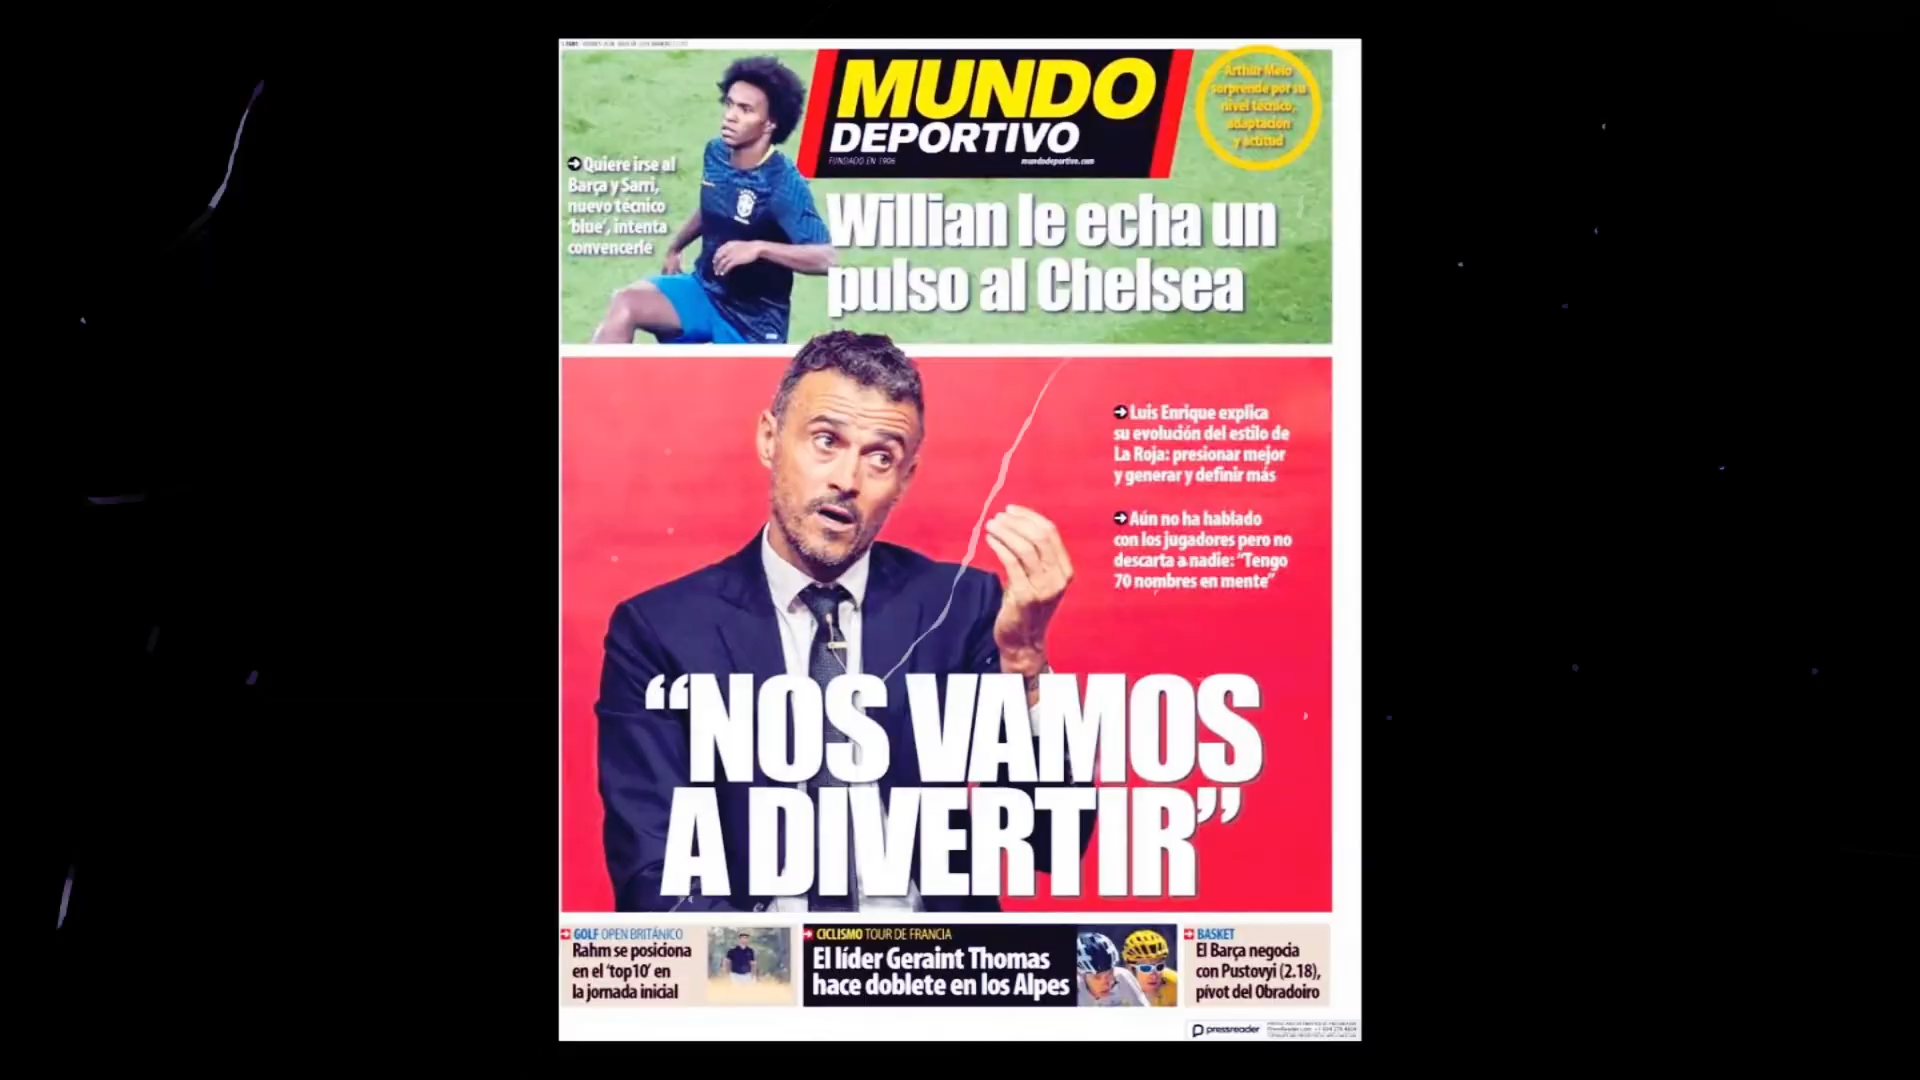 MUNDO
DEPORTIVO
FUNDADO EN 1906
mundodeportivo.com
Arthur Melo
sorprende por su
nivel técnico,
adaptación
y actitud
Quiere irse al
Barça y Sarri,
nuevo técnico
'blue', intenta
convencerle
Willian le echa un
pulso al Chelsea
Luis Enrique explica
su evolución del estilo de
La Roja: presionar mejor
y generar y definir más
Aún no ha hablado
con los jugadores pero no
descarta a nadie: "Tengo
70 nombres en mente"
"NOS VAMOS
A DIVERTIR"
GOLF OPEN BRITÁNICO
Rahm se posiciona
en el 'top10' en
la jornada inicial
CICLISMO TOUR DE FRANCIA
El líder Geraint Thomas
hace doblete en los Alpes
BASKET
El Barça negocia
con Pustovyi (2.18),
pívot del Obradoiro
pressreader